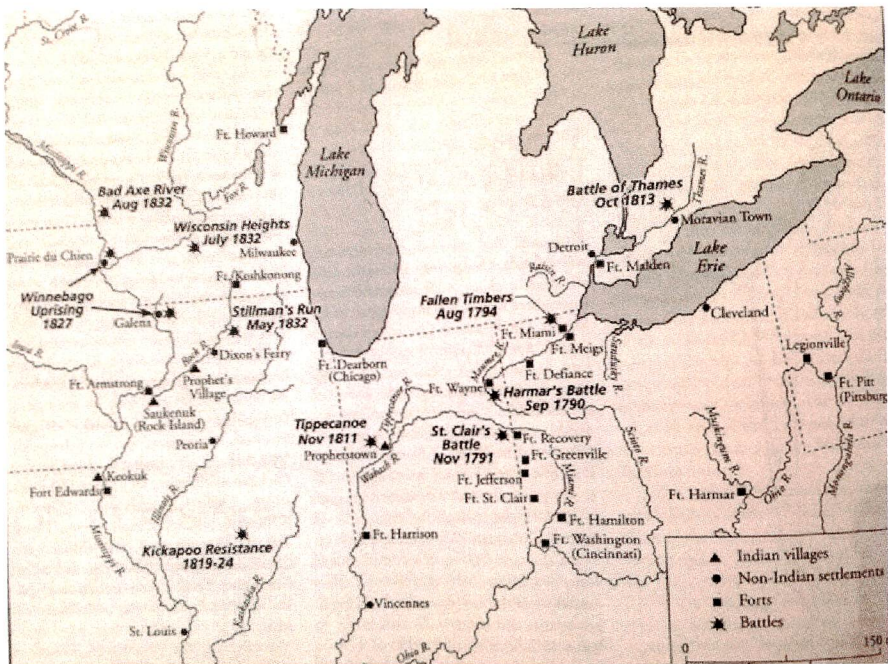 St. Croix R.
Mississippi R.
Wisconsin R.
Ft. Howard
Fox R.
Lake
Michigan
Lake
Huron
Lake
Ontario
Bad Axe River
Aug 1832
Wisconsin Heights
July 1832
Milwaukee
Prairie du Chien
Ft. Koshkonong
Winnebago
Uprising
1827
Galena
Stillman's Run
May 1832
Rock R.
Dixon's Ferry
Prophet's
Village
Ft. Armstrong
Saukenuk
(Rock Island)
Ft. Dearborn
(Chicago)
Battle of Thames
Oct 1813
Thames R.
Moravian Town
Detroit
Ft. Malden
Raisin R.
Lake
Erie
Fallen Timbers
Aug 1794
Ft. Miami
Ft. Meigs
Cleveland
Maumee R.
Ft. Defiance
Sandusky R.
Allegheny R.
Legionville
Ft. Pitt
(Pittsburg
Ft. Wayne
Harmar's Battle
Sep 1790
Tippecanoe R.
Tippecanoe
Nov 1811
Prophetstown
Wabash R.
St. Clair's
Battle
Nov 1791
Ft. Recovery
Ft. Greenville
Ft. Jefferson
Ft. St. Clair
Miami R.
Ft. Hamilton
Ft. Washington
(Cincinnati)
Scioto R.
Muskingum R.
Ft. Harmar
Ohio R.
Monongahela R.
Peoria
Keokuk
Fort Edwards
Illinois R.
Mississippi R.
Kickapoo Resistance
1819-24
Kaskaskia R.
Ft. Harrison
Vincennes
St. Louis
Ohio R.
Indian villages
Non-Indian settlements
Forts
Battles
0
150